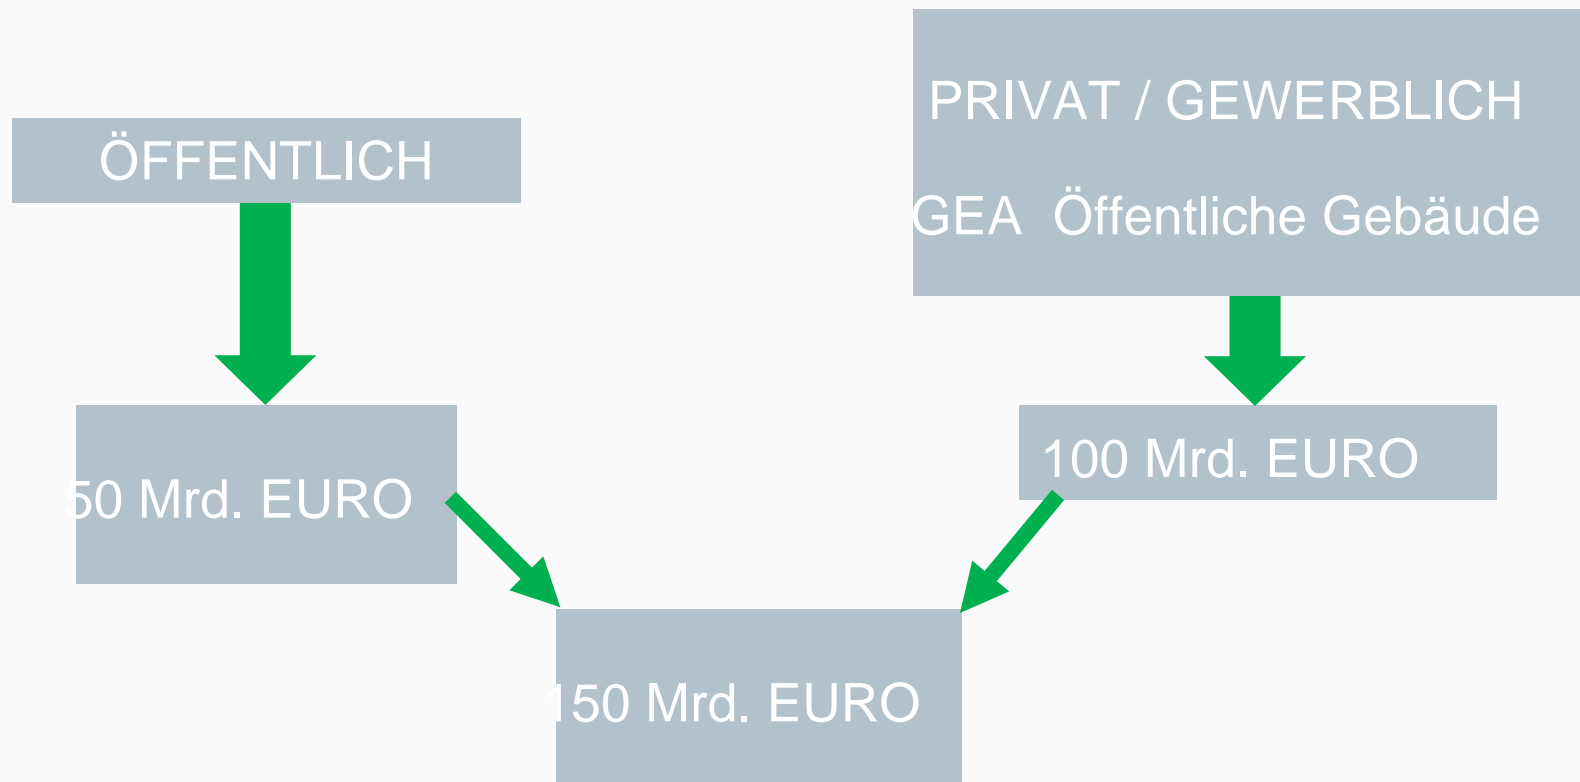 ÖFFENTLICH
PRIVAT / GEWERBLICH
GEA Öffentliche Gebäude
50 Mrd. EURO
100 Mrd. EURO
150 Mrd. EURO